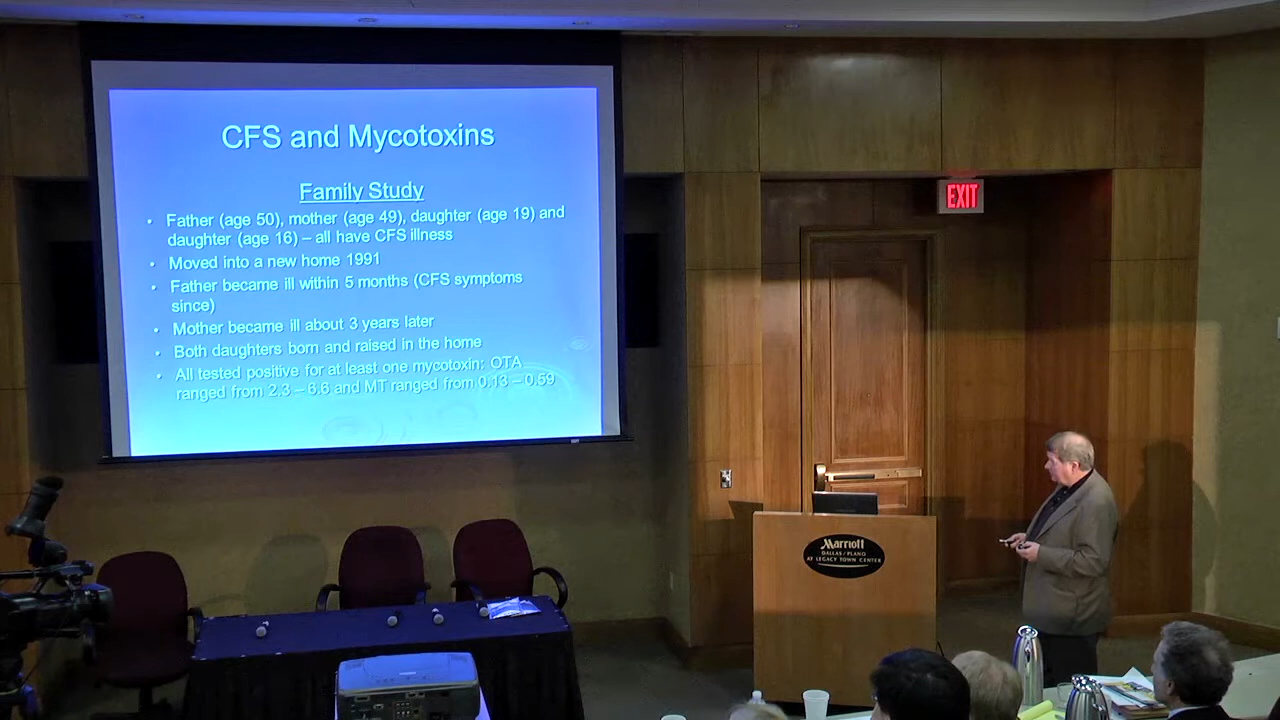 CFS and Mycotoxins
Family Study
• Father (age 50), mother (age 49), daughter (age 19) and
daughter (age 16) – all have CFS illness
• Moved into a new home 1991
• Father became ill within 5 months (CFS symptoms
since)
• Mother became ill about 3 years later
• Both daughters born and raised in the home
• All tested positive for at least one mycotoxin: OTA
ranged from 2.3 – 6.6 and MT ranged from 0.13 – 0.59
EXIT
Marriott
DALLAS/PLANO
AT LEGACY TOWN CENTER